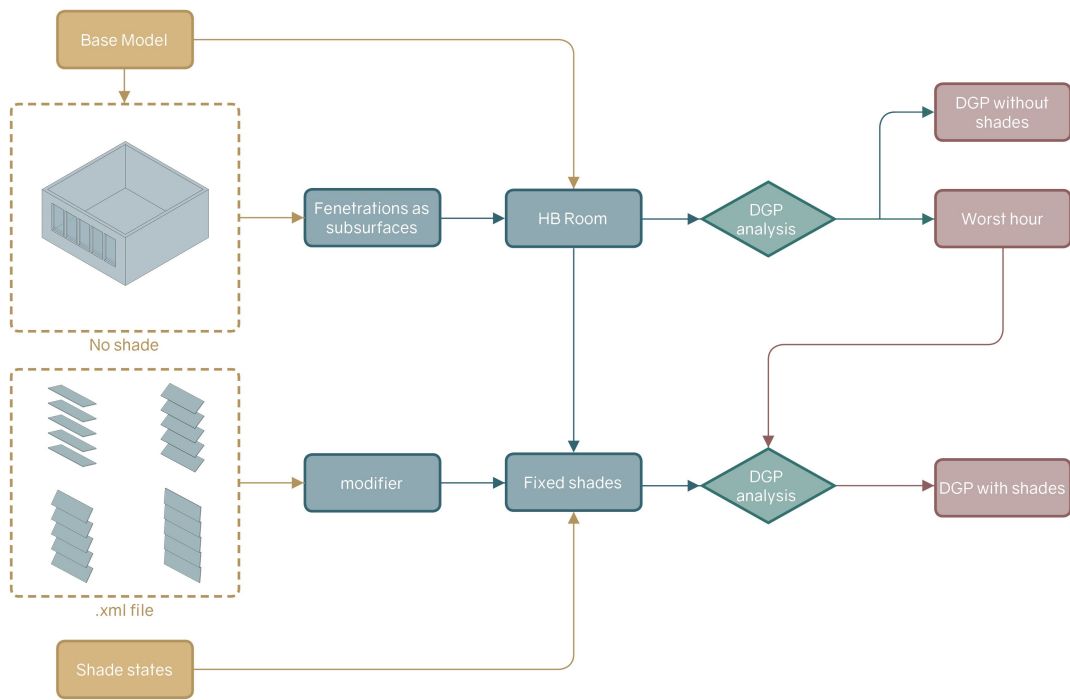 Base Model
DGP without
shades
Fenetrations as
subsurfaces
HB Room
DGP
analysis
Worst hour
No shade
modifier
Fixed shades
DGP
analysis
DGP with shades
.xml file
Shade states